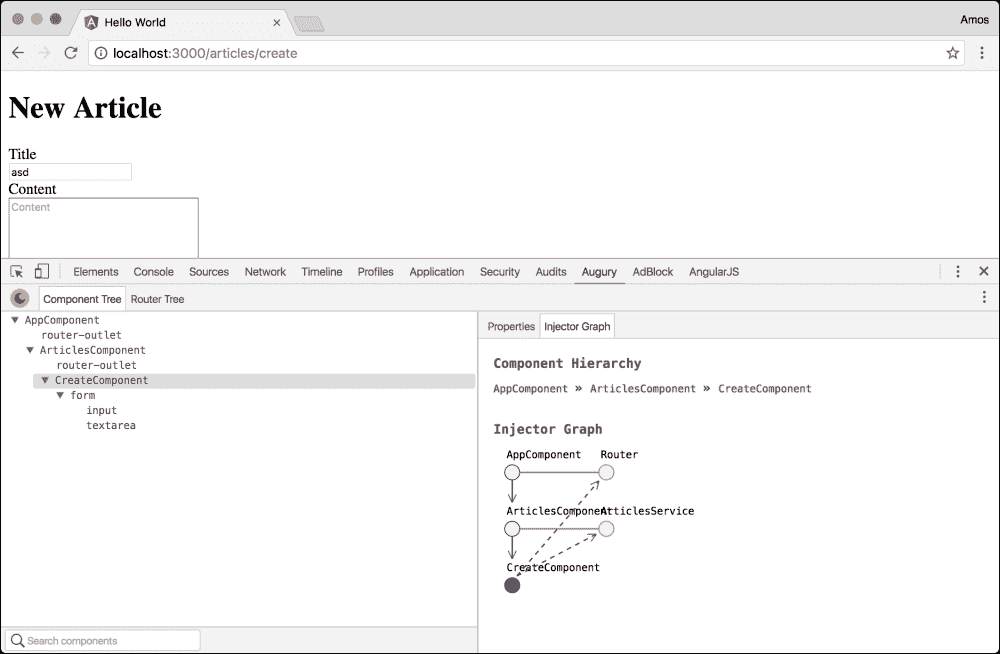 Hello World
Amos
localhost:3000/articles/create
New Article
Title
asd
Content
Content
Elements Console Sources Network Timeline Profiles Application Security Audits Augury AdBlock AngularJS
Component Tree Router Tree
AppComponent
router-outlet
ArticlesComponent
router-outlet
CreateComponent
form
input
textarea
Search components
Properties Injector Graph
Component Hierarchy
AppComponent » ArticlesComponent » CreateComponent
Injector Graph
AppComponent Router
ArticlesComponent ArticlesService
CreateComponent